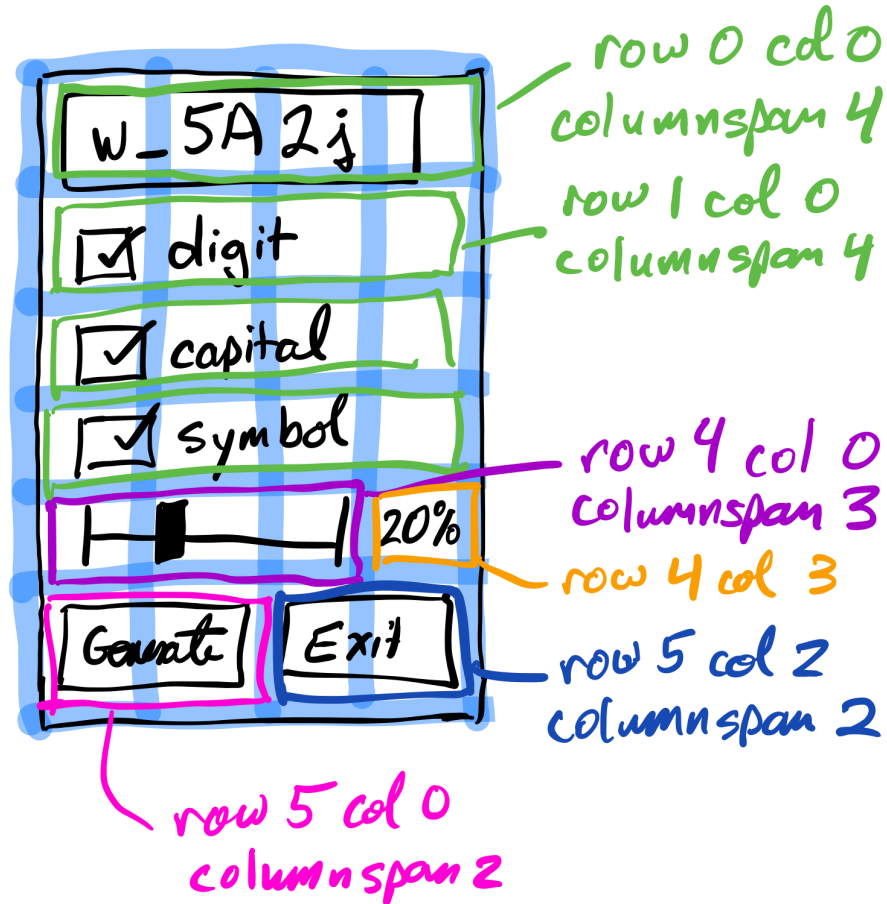 row 0 col 0
columnspan 4
w_5A2j
row 1 col 0
columnspan 4
digit
capital
symbol
row 4 col 0
columnspan 3
20%
row 4 col 3
Generate
Exit
row 5 col 2
columnspan 2
row 5 col 0
columnspan 2